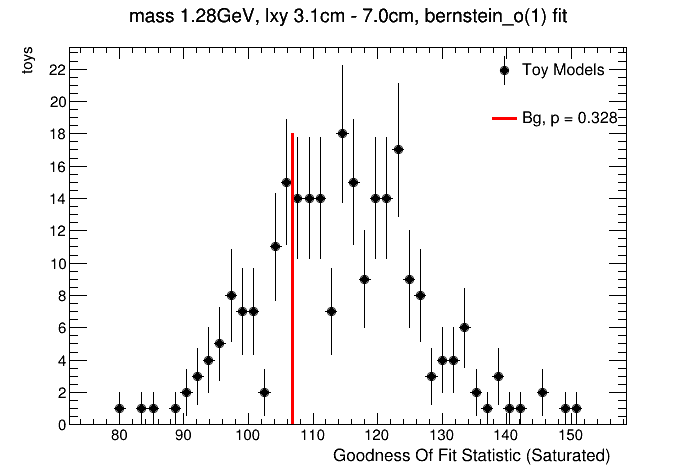 mass 1.28GeV, lxy 3.1cm - 7.0cm, bernstein_o(1) fit
toys
Toy Models
Bg, p = 0.328
22
20
18
16
14
12
10
8
6
4
2
0
80 90 100 110 120 130 140 150
Goodness Of Fit Statistic (Saturated)